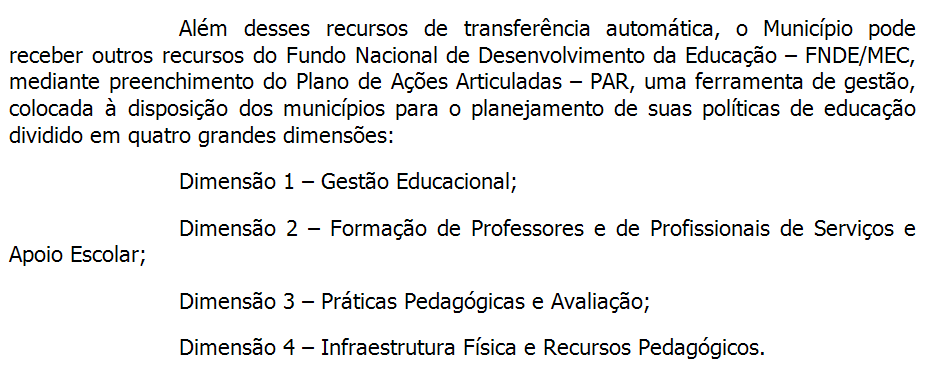 Além desses recursos de transferência automática, o Município pode
receber outros recursos do Fundo Nacional de Desenvolvimento da Educação – FNDE/MEC,
mediante preenchimento do Plano de Ações Articuladas – PAR, uma ferramenta de gestão,
colocada à disposição dos municípios para o planejamento de suas políticas de educação
dividido em quatro grandes dimensões:
Dimensão 1 – Gestão Educacional;
Dimensão 2 – Formação de Professores e de Profissionais de Serviços e
Apoio Escolar;
Dimensão 3 – Práticas Pedagógicas e Avaliação;
Dimensão 4 – Infraestrutura Física e Recursos Pedagógicos.